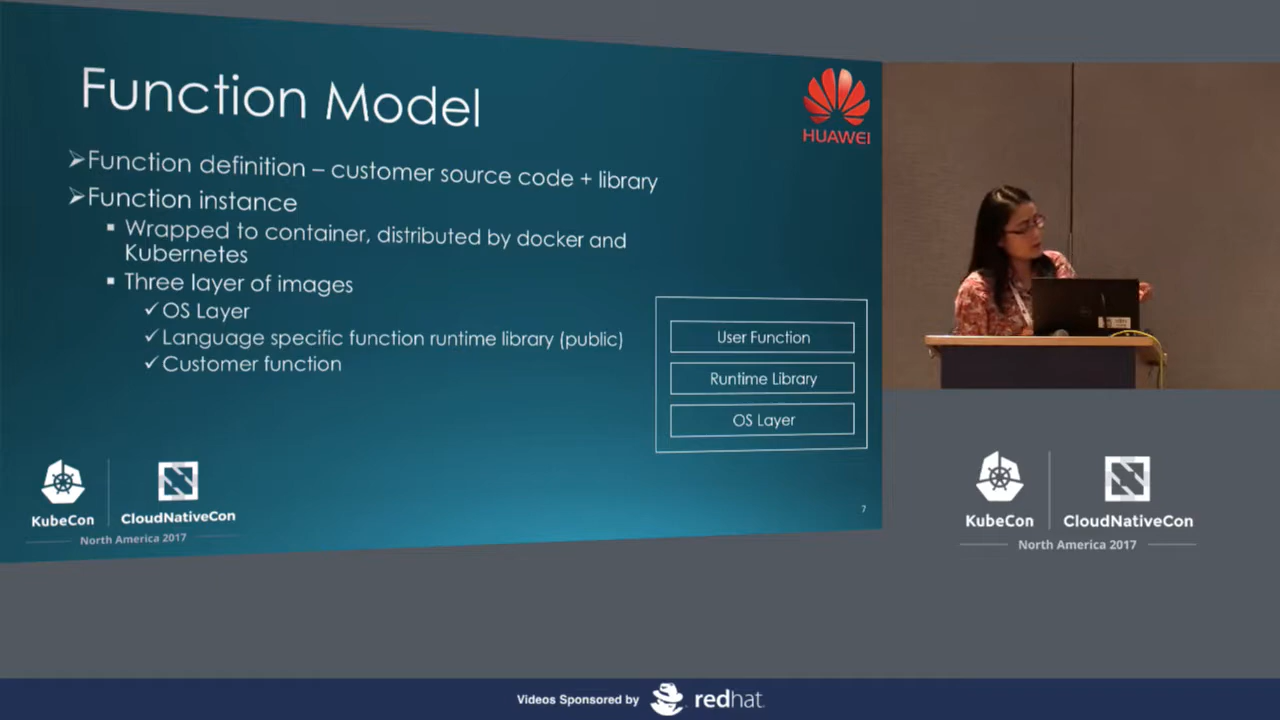 Function Model
HUAWEI
➢Function definition – customer source code + library
➢Function instance
▪ Wrapped to container, distributed by docker and
Kubernetes
▪ Three layer of images
✓OS Layer
✓Language specific function runtime library (public)
✓Customer function
User Function
Runtime Library
OS Layer
KubeCon
CloudNativeCon
North America 2017
7
KubeCon
CloudNativeCon
North America 2017
Videos Sponsored by
redhat